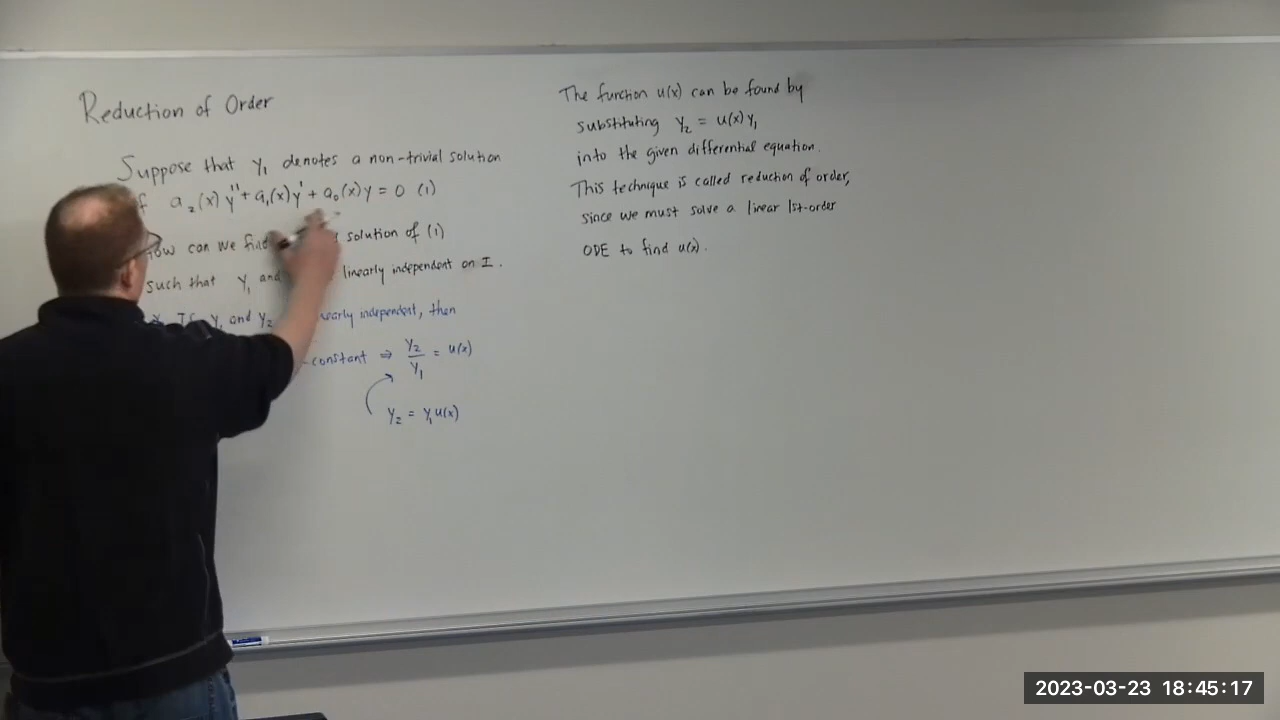 Reduction of Order
Suppose that y₁ denotes a non-trivial solution
f a₂(x) y'' + a₁(x)y' + a₀(x)y = 0 (1)
How can we find solution of (1)
such that y₁ and linearly independent on I.
If y₁ and y₂ linearly independent, then
-constant ⇒ y₂/y₁ = u(x)
y₂ = y₁u(x)
The function u(x) can be found by
substituting y₂ = u(x)y₁
into the given differential equation.
This technique is called reduction of order,
since we must solve a linear 1st-order
ODE to find u(x).
2023-03-23 18:45:17